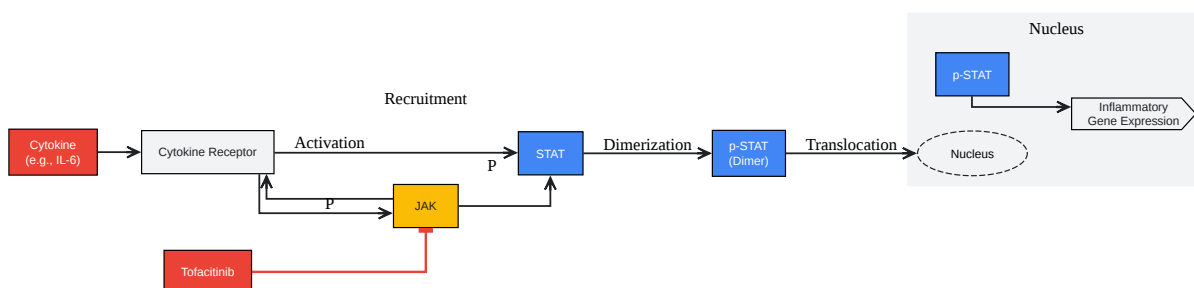 Nucleus
p-STAT
Inflammatory
Gene Expression
Recruitment
Cytokine
(e.g., IL-6)
Cytokine Receptor
Activation
P
STAT
Dimerization
p-STAT
(Dimer)
Translocation
Nucleus
P
JAK
Tofacitinib